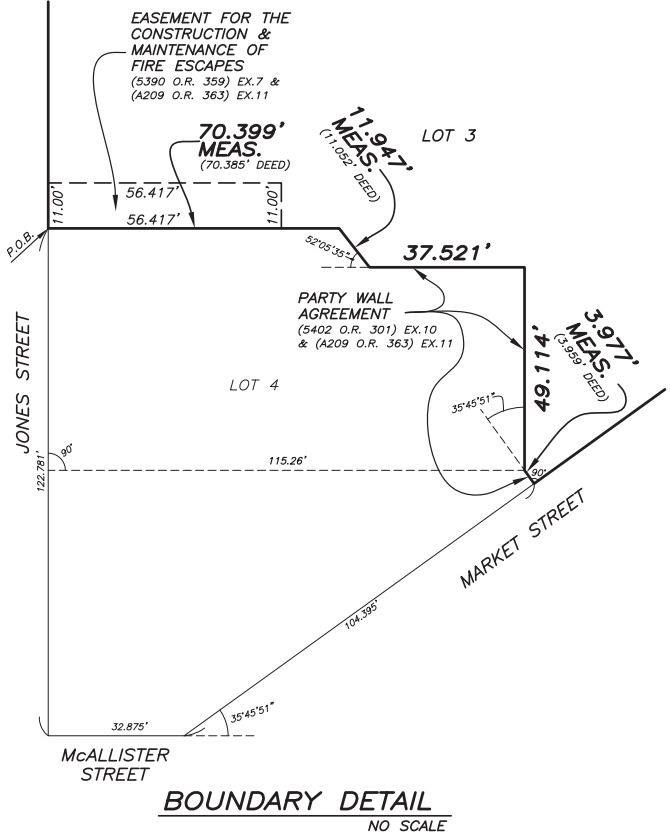 EASEMENT FOR THE
CONSTRUCTION &
MAINTENANCE OF
FIRE ESCAPES
(5390 O.R. 359) EX.7 &
(A209 O.R. 363) EX.11
70.399'
MEAS.
(70.385' DEED)
11.947'
MEAS.
(11.052' DEED)
LOT 3
11.00'
56.417'
11.00'
56.417'
P.O.B.
52°05'35"
37.521'
PARTY WALL
AGREEMENT
(5402 O.R. 301) EX.10
& (A209 O.R. 363) EX.11
3.977'
MEAS.
(3.959' DEED)
49.114'
JONES STREET
LOT 4
35°45'51"
90°
122.781'
115.26'
90°
MARKET STREET
104.395'
32.875'
35°45'51"
McALLISTER
STREET
BOUNDARY DETAIL
NO SCALE